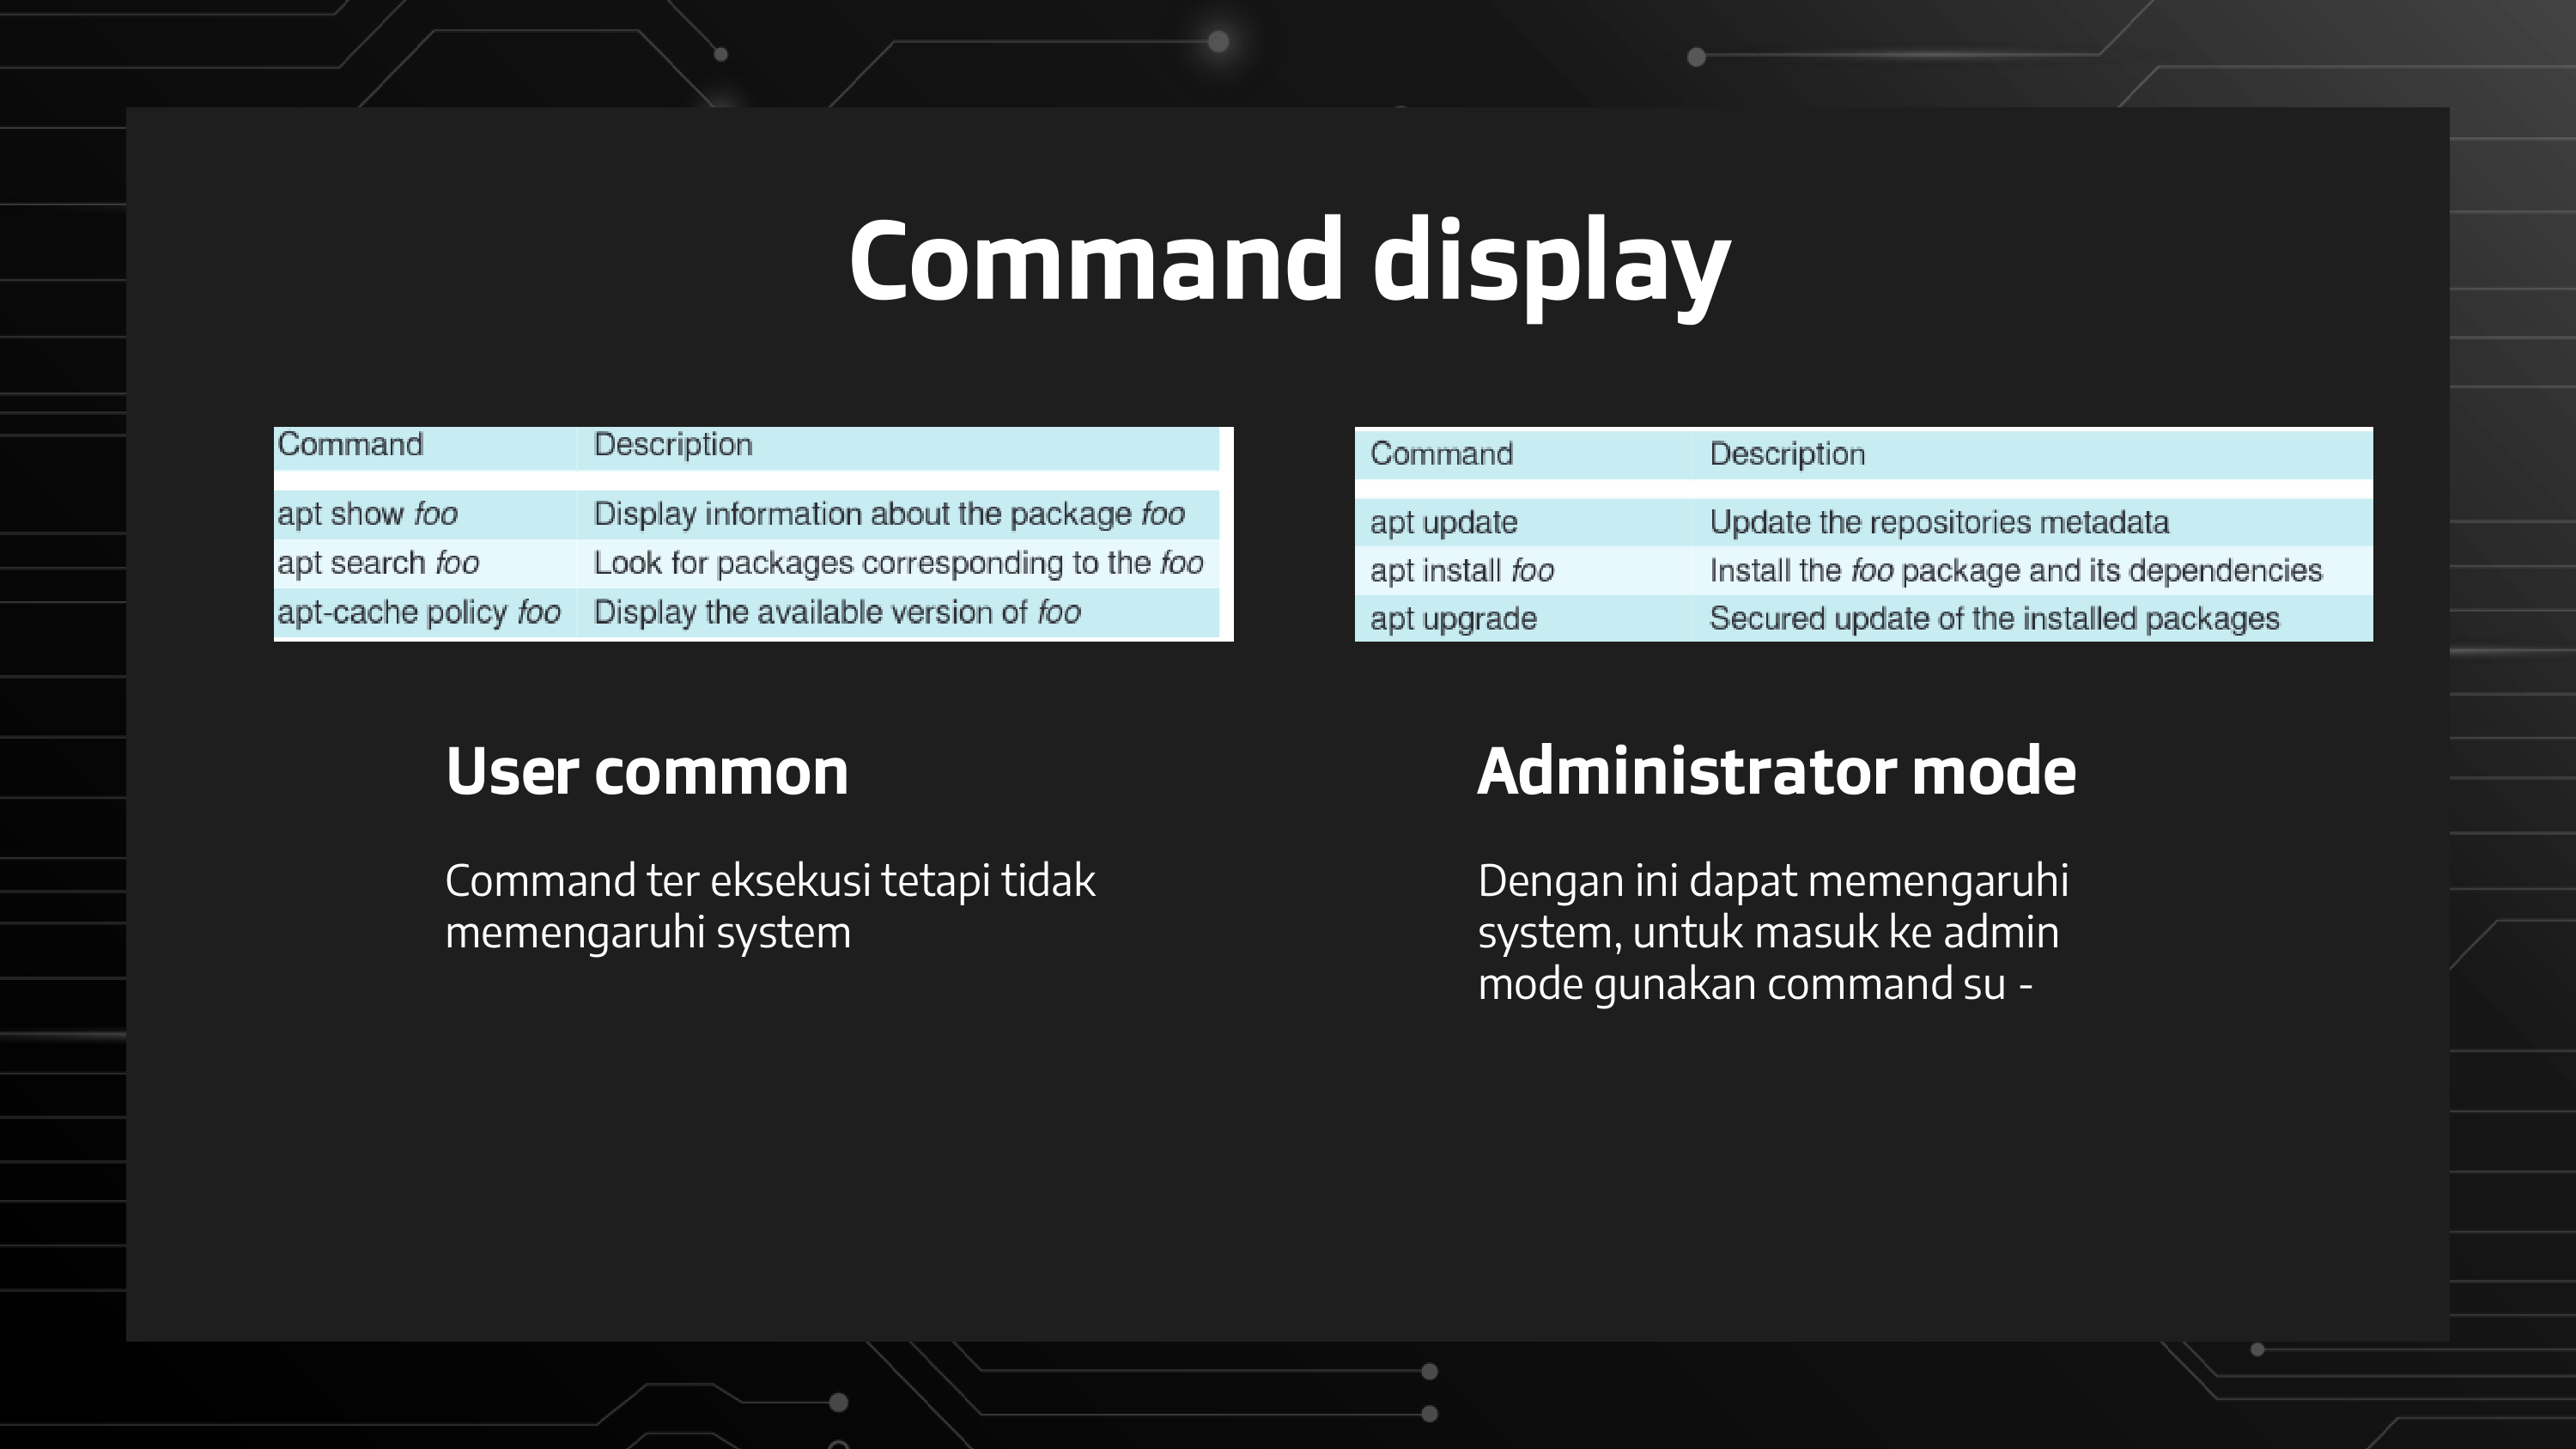 Command display
Command Description
apt show foo Display information about the package foo
apt search foo Look for packages corresponding to the foo
apt-cache policy foo Display the available version of foo
Command Description
apt update Update the repositories metadata
apt install foo Install the foo package and its dependencies
apt upgrade Secured update of the installed packages
User common
Command ter eksekusi tetapi tidak
memengaruhi system
Administrator mode
Dengan ini dapat memengaruhi
system, untuk masuk ke admin
mode gunakan command su -